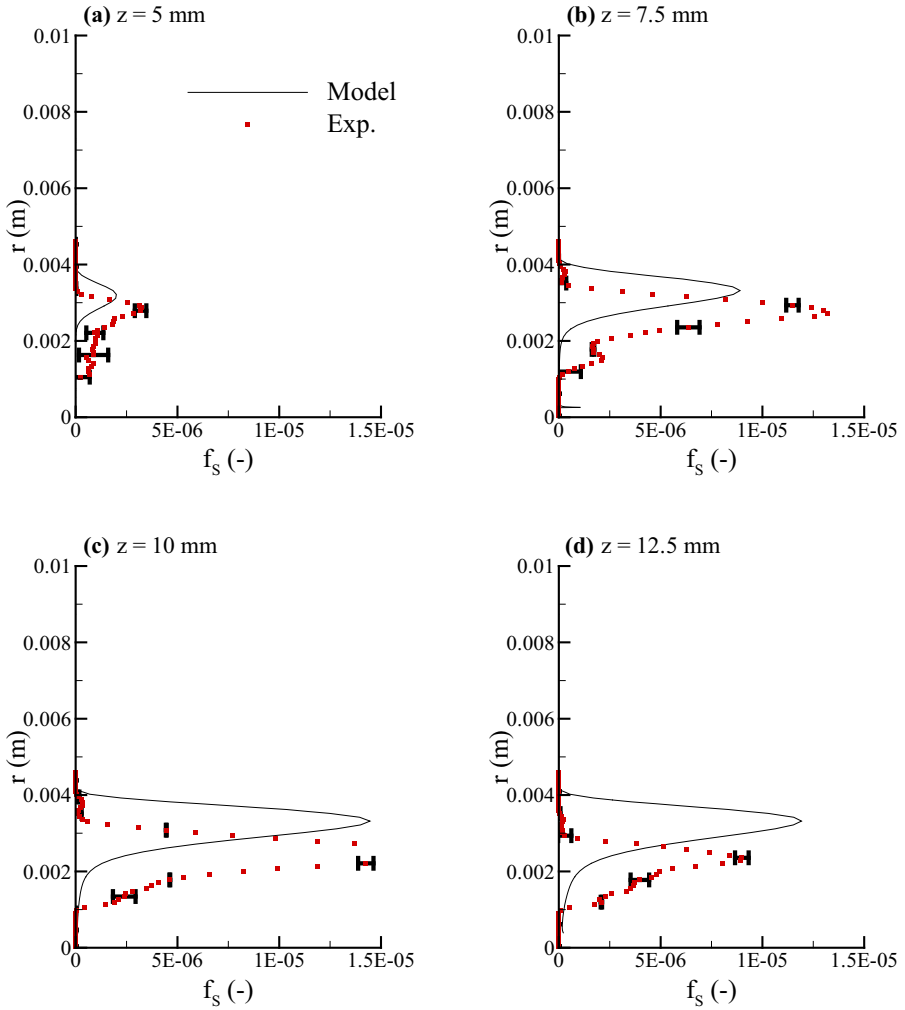 (a) z = 5 mm
0.01
0.008
0.006
0.004
0.002
0
r (m)
Model
Exp.
5E-06
1E-05
1.5E-05
f_S (-)
(b) z = 7.5 mm
0.01
0.008
0.006
0.004
0.002
0
r (m)
0
5E-06
1E-05
1.5E-05
f_S (-)
(c) z = 10 mm
0.01
0.008
0.006
0.004
0.002
0
r (m)
0
5E-06
1E-05
1.5E-05
f_S (-)
(d) z = 12.5 mm
0.01
0.008
0.006
0.004
0.002
0
r (m)
0
5E-06
1E-05
1.5E-05
f_S (-)